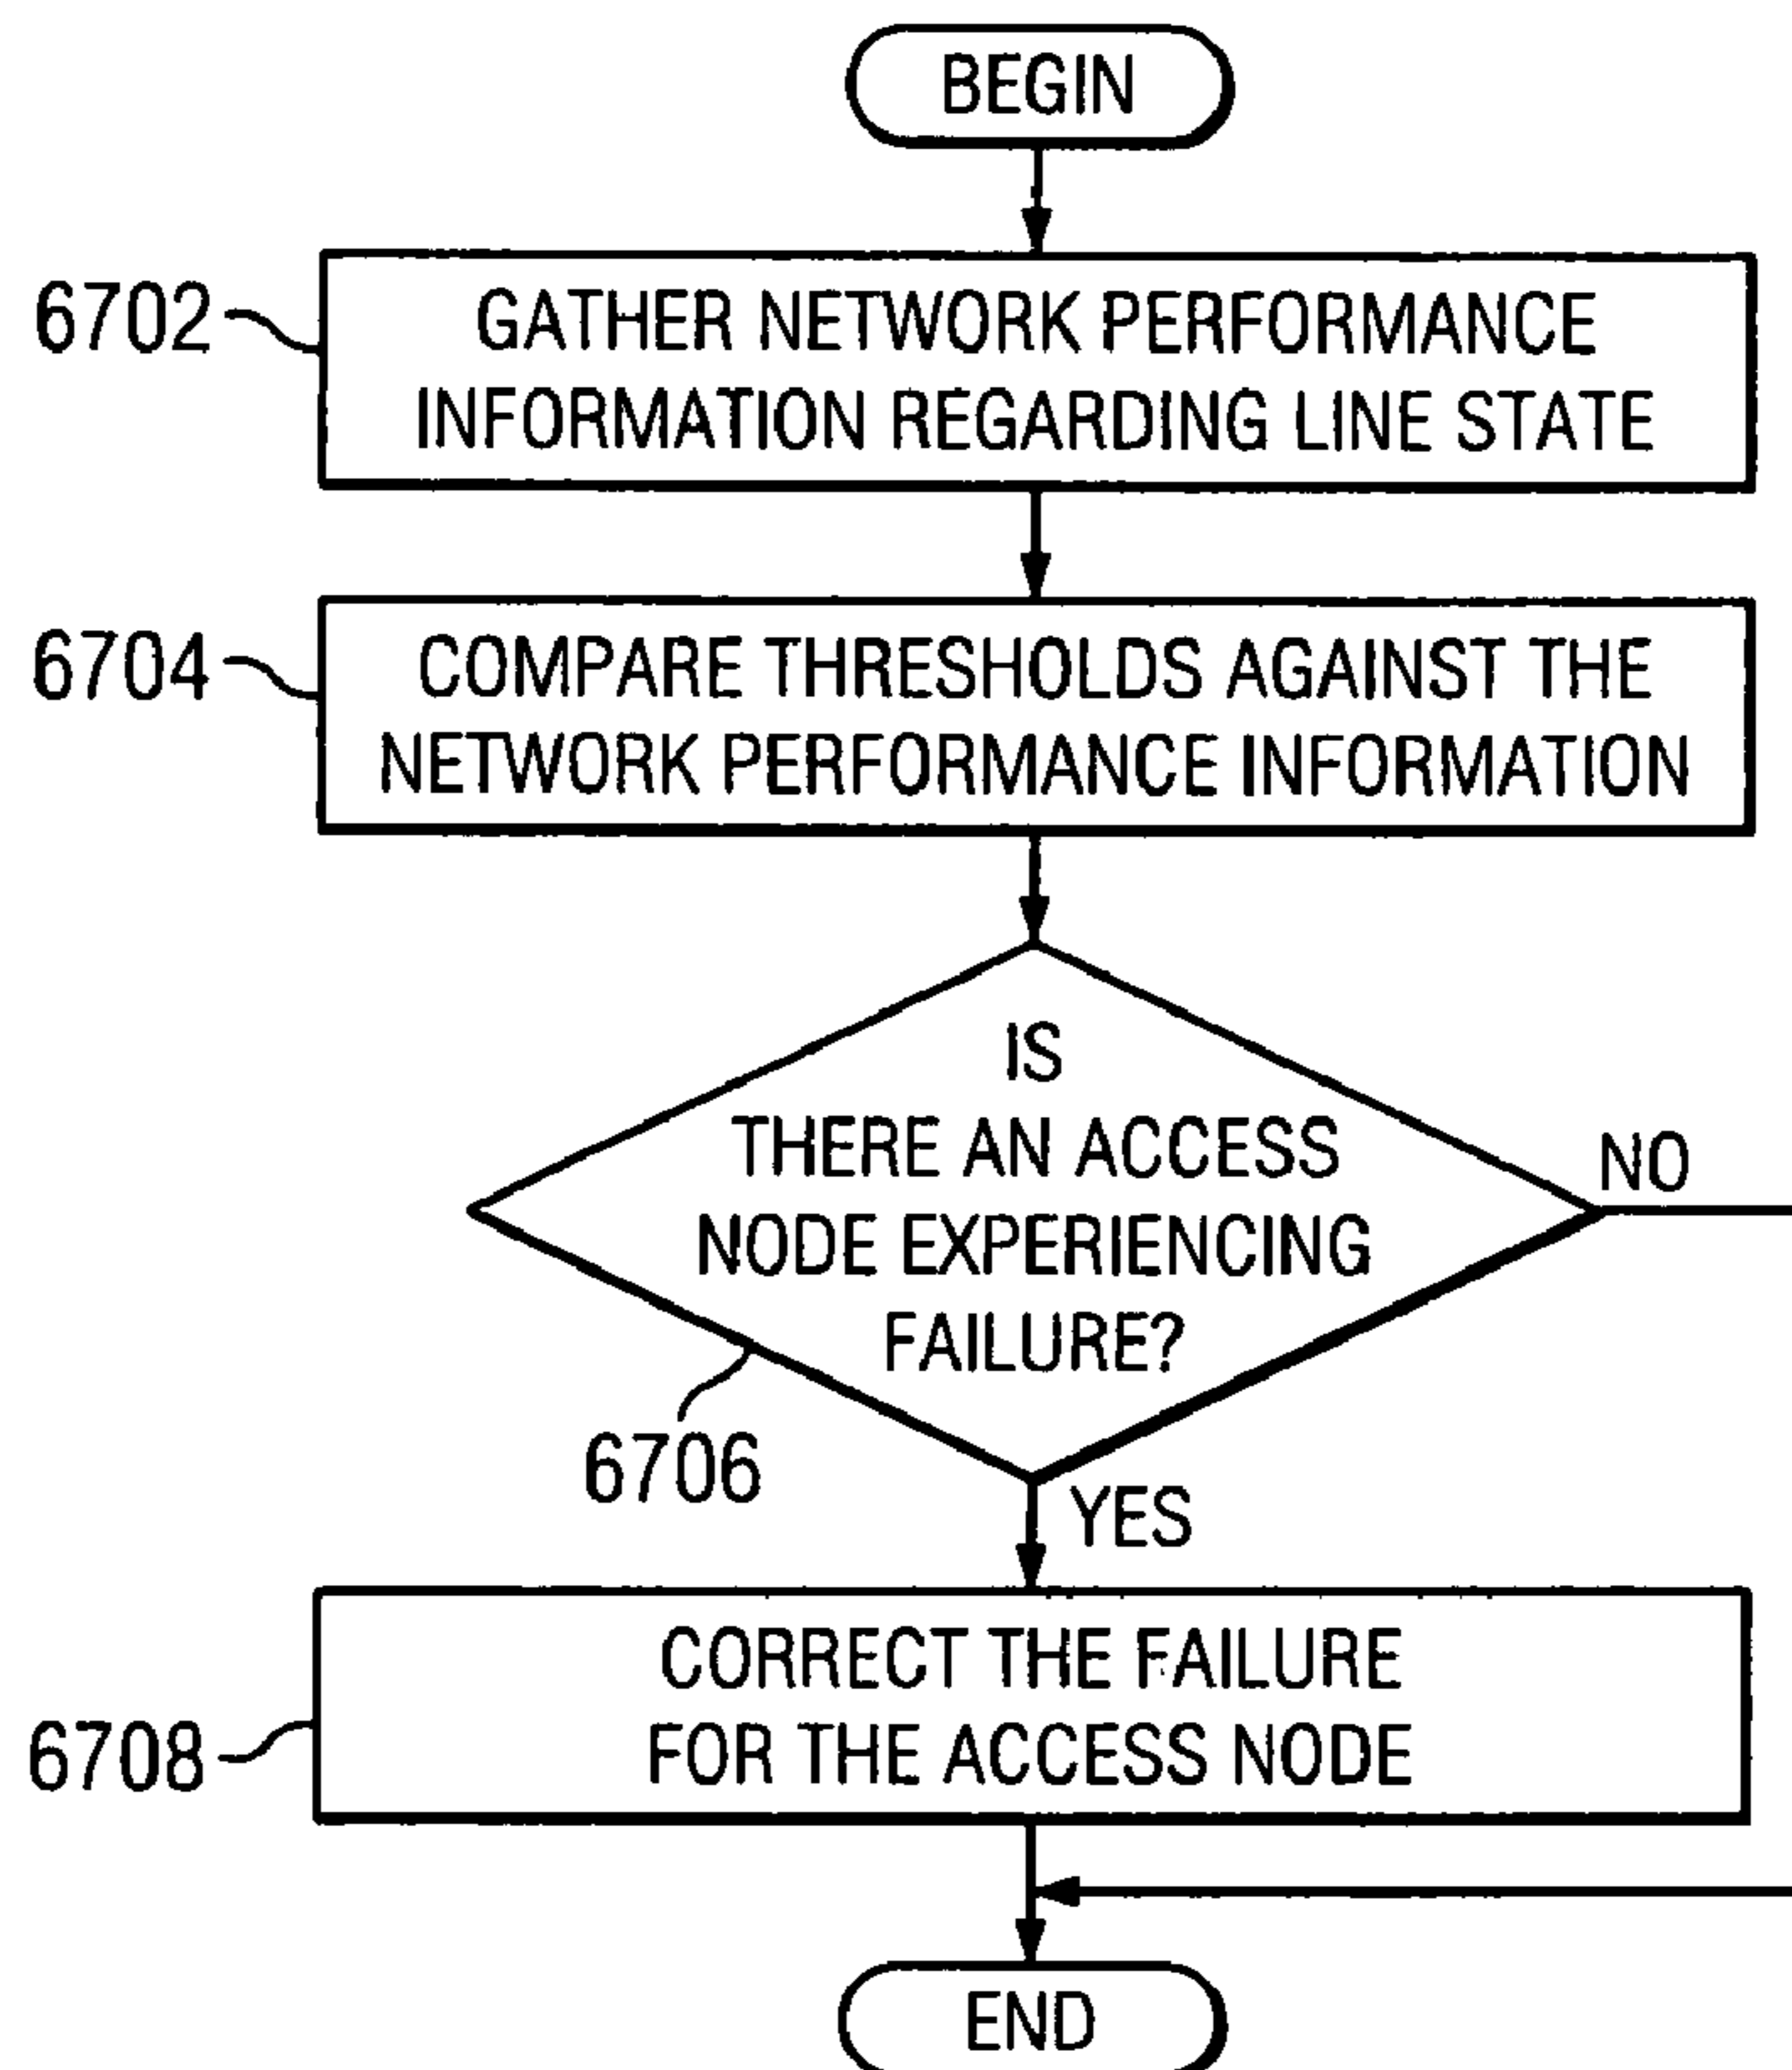 BEGIN
6702
GATHER NETWORK PERFORMANCE
INFORMATION REGARDING LINE STATE
6704
COMPARE THRESHOLDS AGAINST THE
NETWORK PERFORMANCE INFORMATION
IS
THERE AN ACCESS
NODE EXPERIENCING
FAILURE?
NO
6706
YES
CORRECT THE FAILURE
FOR THE ACCESS NODE
6708
END